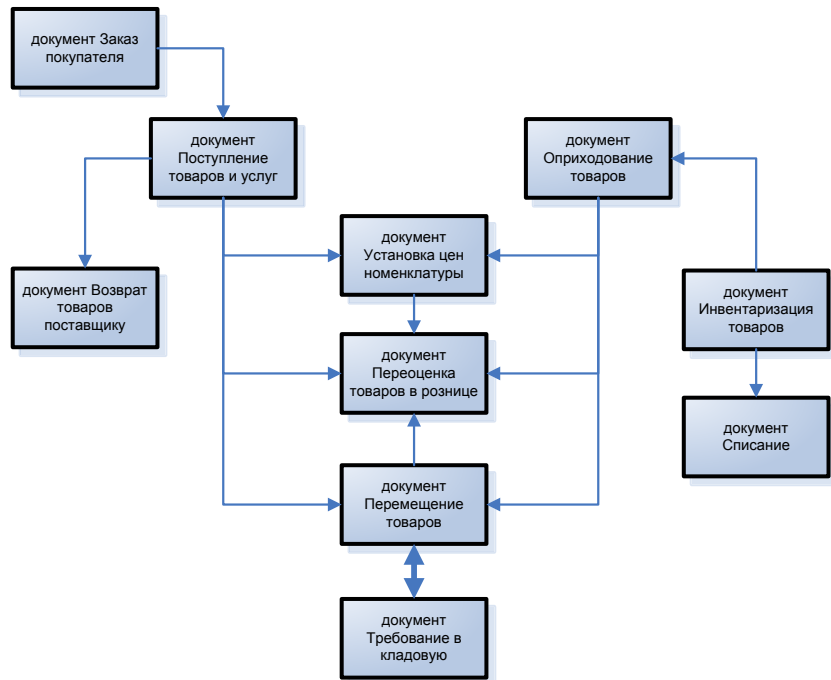 документ Заказ
покупателя
документ
Поступление
товаров и услуг
документ
Оприходование
товаров
документ
Установка цен
номенклатуры
документ Возврат
товаров
поставщику
документ
Инвентаризация
товаров
документ
Переоценка
товаров в рознице
документ
Списание
документ
Перемещение
товаров
документ
Требование в
кладовую